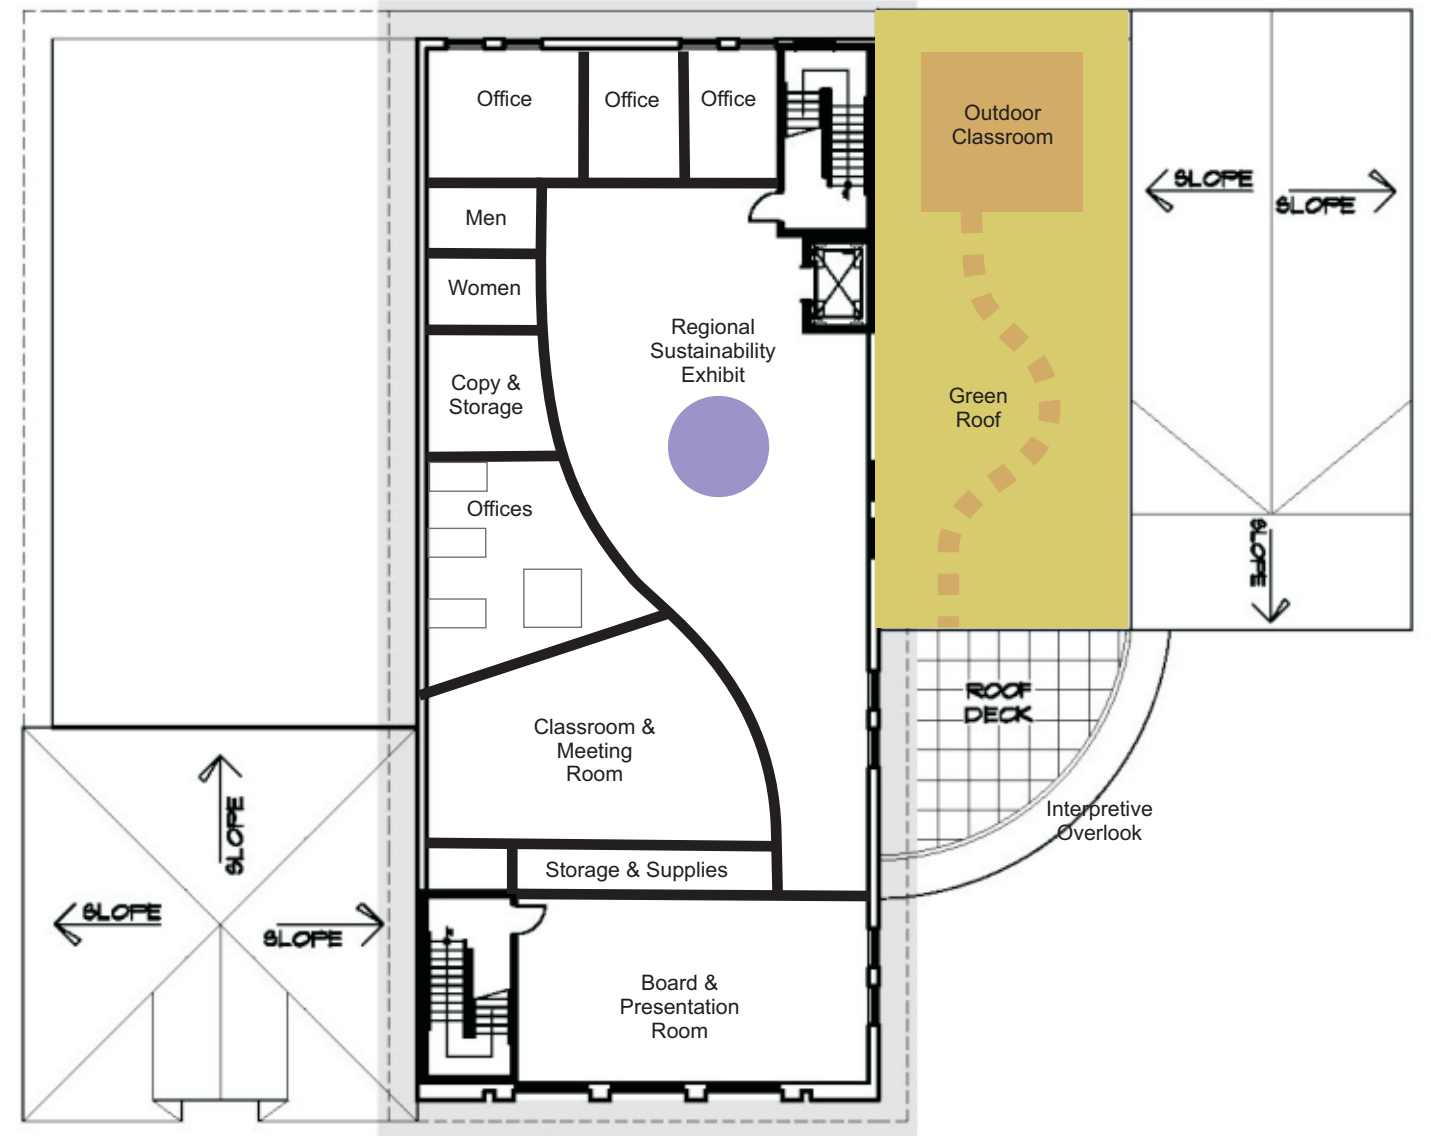 Office
Office
Office
Outdoor
Classroom
SLOPE
SLOPE
Men
Women
Regional
Sustainability
Exhibit
Copy &
Storage
Green
Roof
Offices
SLOPE
ROOF
DECK
Classroom &
Meeting
Room
Interpretive
Overlook
SLOPE
Storage & Supplies
SLOPE
SLOPE
Board &
Presentation
Room